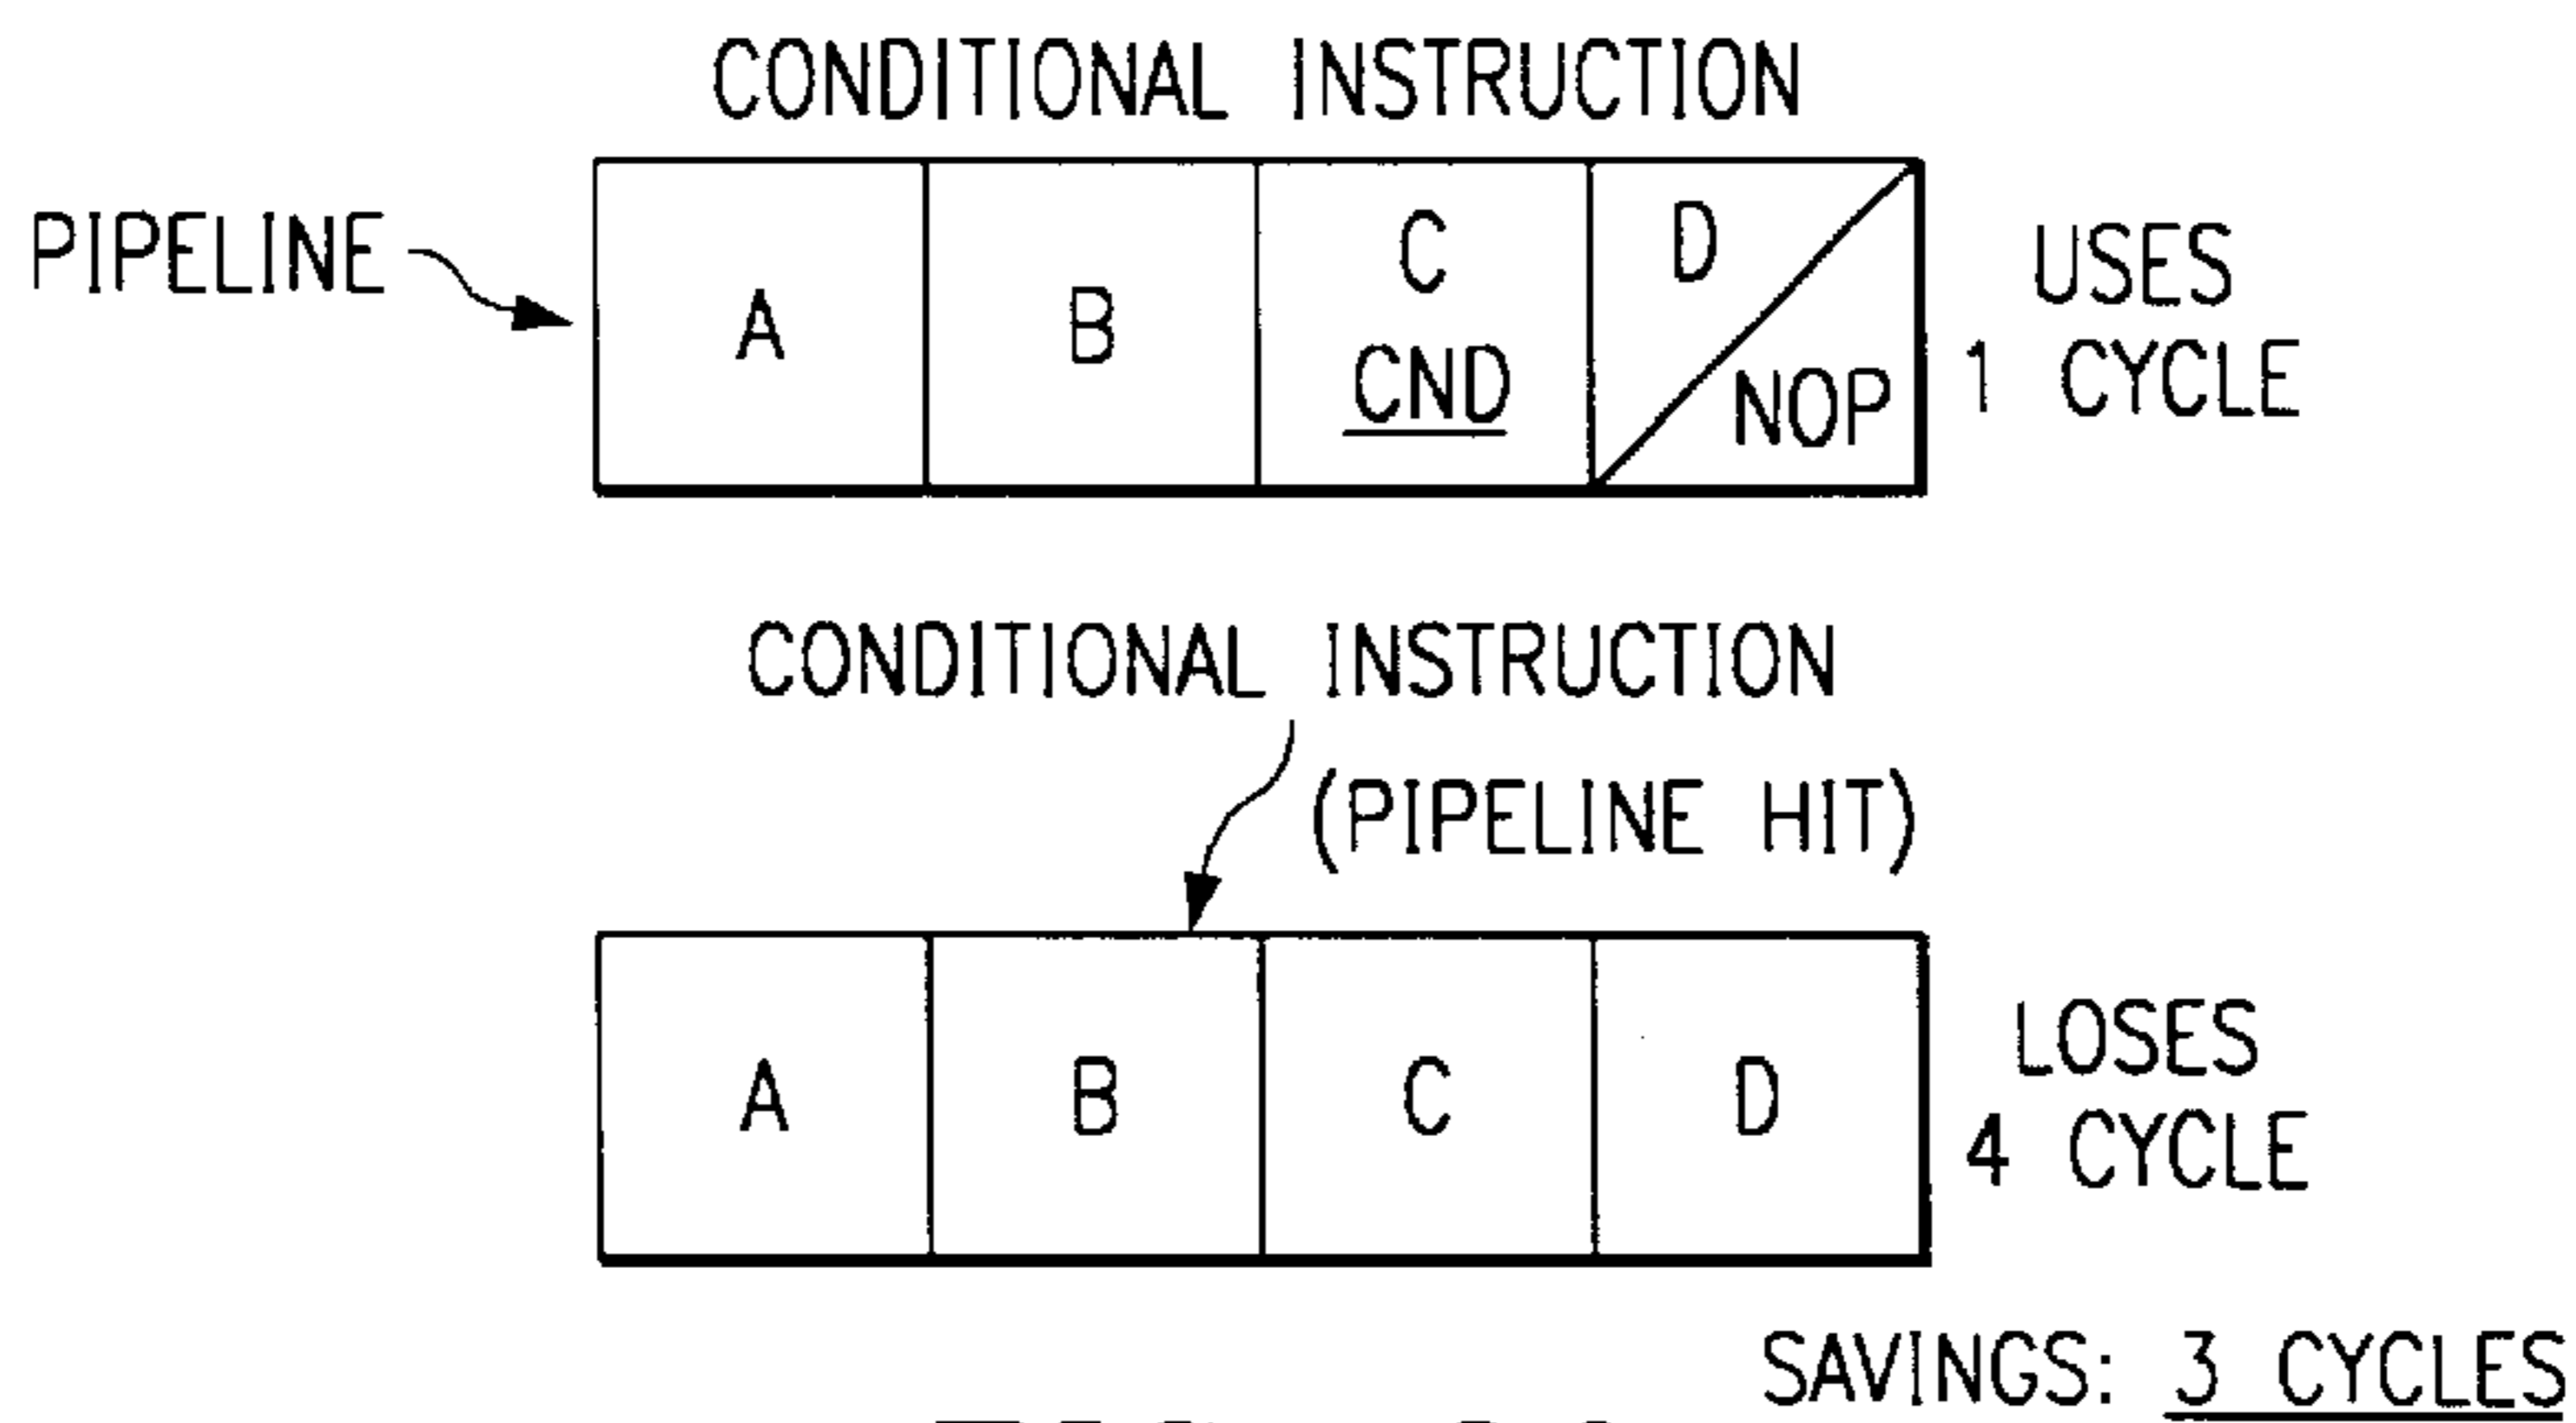 CONDITIONAL INSTRUCTION
PIPELINE
A
B
C
CND
D
NOP
USES
1 CYCLE
CONDITIONAL INSTRUCTION
(PIPELINE HIT)
A
B
C
D
LOSES
4 CYCLE
SAVINGS: 3 CYCLES